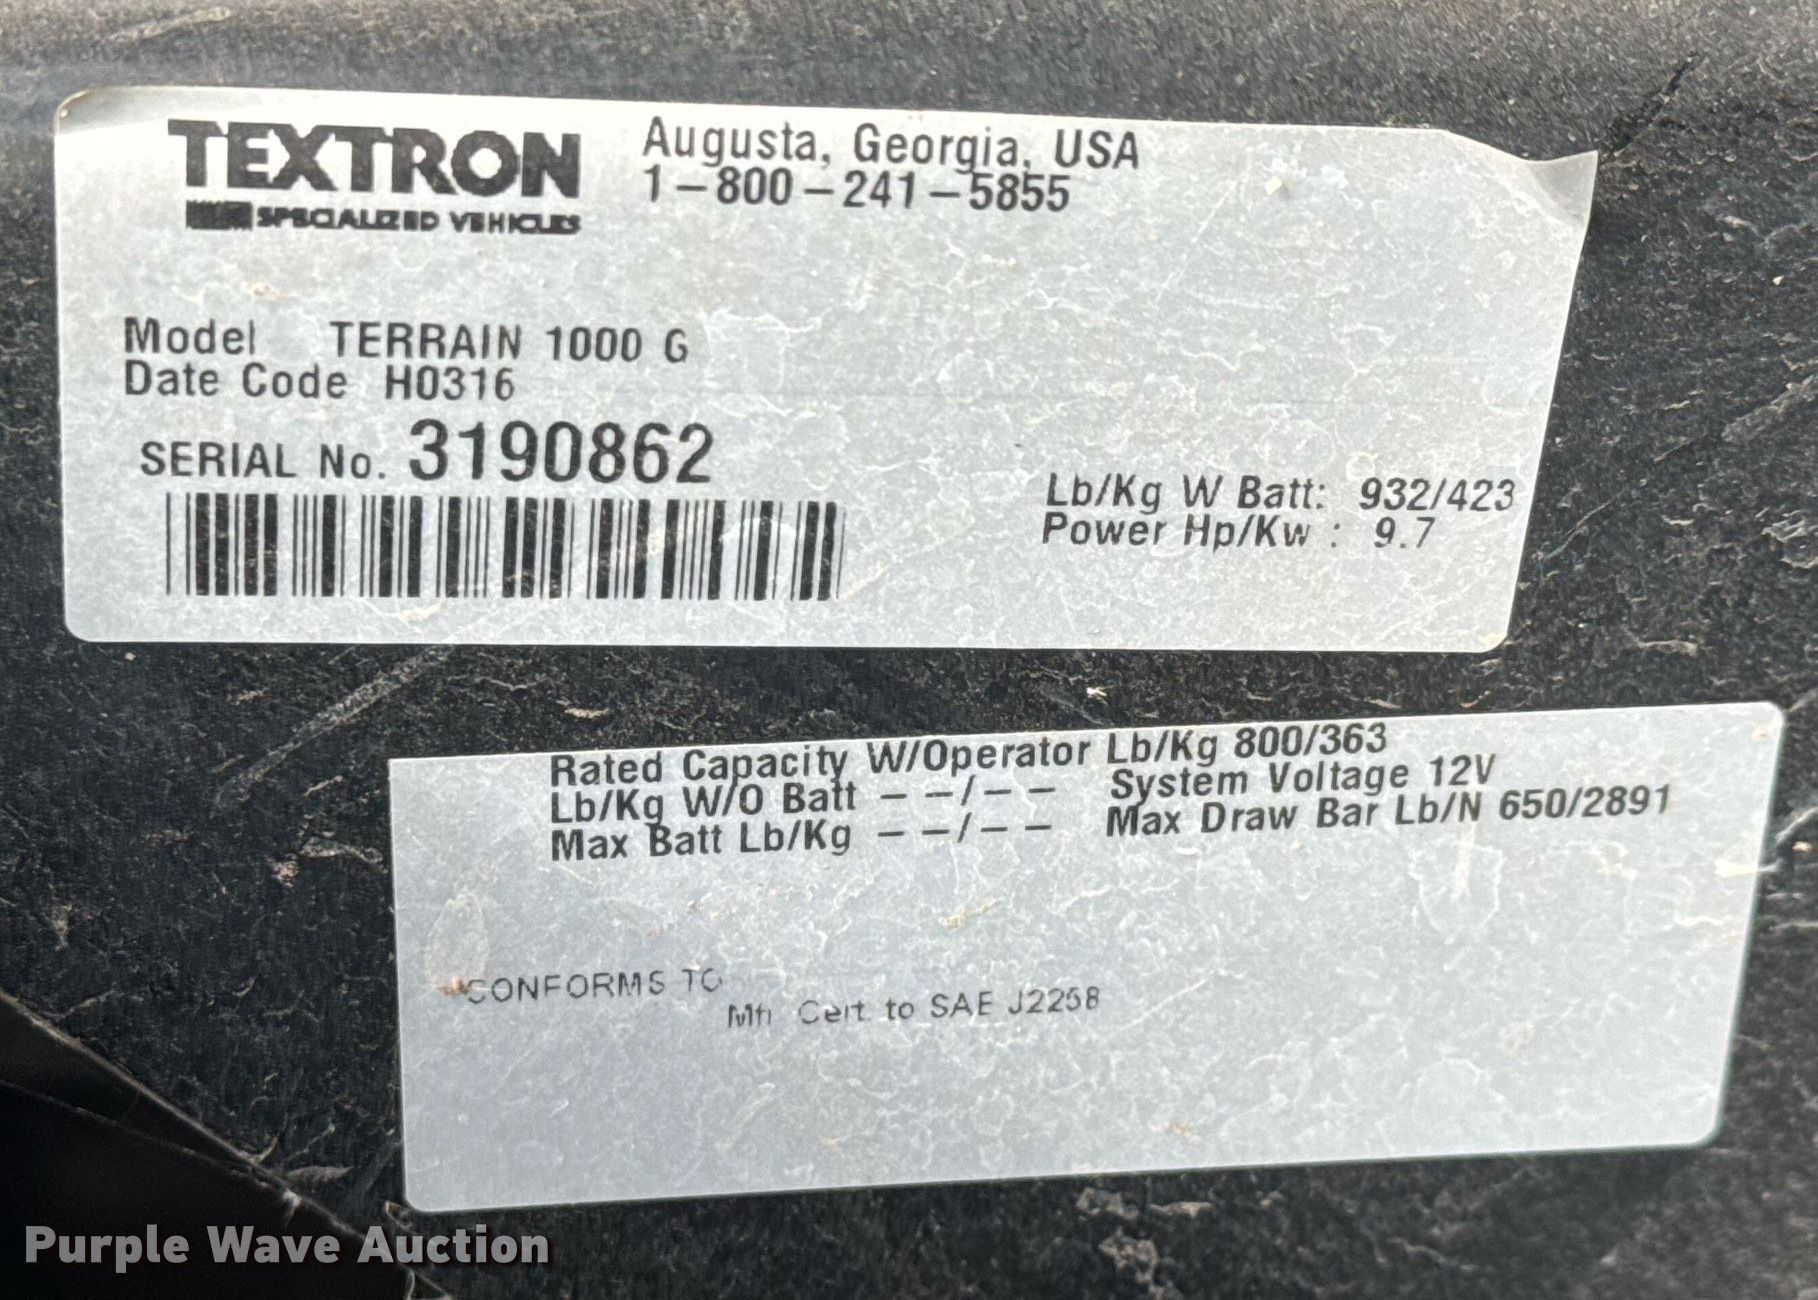 TEXTRON
SPECIALIZED VEHICLES
Augusta, Georgia, USA
1-800-241-5855
Model TERRAIN 1000 G
Date Code H0316
SERIAL No. 3190862
Lb/Kg W Batt: 932/423
Power Hp/Kw : 9.7
Rated Capacity W/Operator Lb/Kg 800/363
Lb/Kg W/O Batt --/-- System Voltage 12V
Max Batt Lb/Kg --/-- Max Draw Bar Lb/N 650/2891
CONFORMS TO
Cert. to SAE J2258
Purple Wave Auction